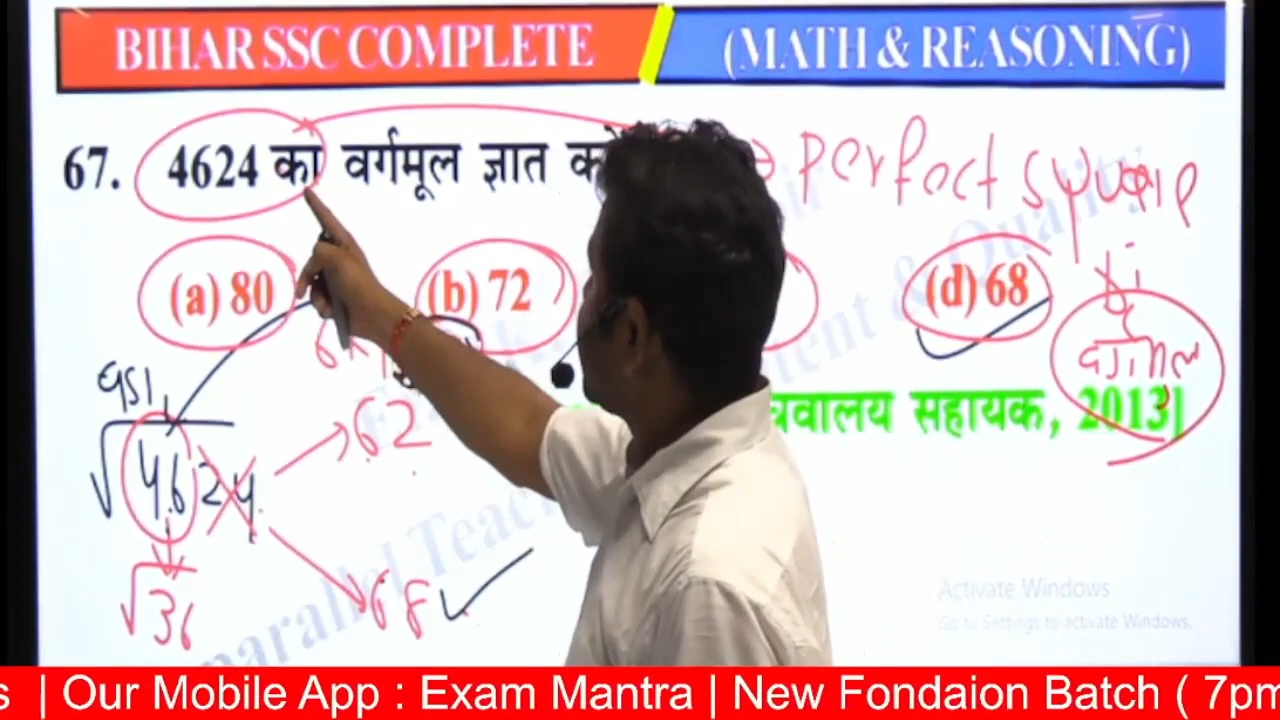 BIHAR SSC COMPLETE (MATH & REASONING)
67. 4624 का वर्गमूल ज्ञात
perfect square
(a) 80 (b) 72 (d) 68
वर्गमूल
सहायक, 2013]
√4624
62
√36
68
Activate Windows
Go to Settings to activate Windows.
| Our Mobile App : Exam Mantra | New Fondaion Batch ( 7pm